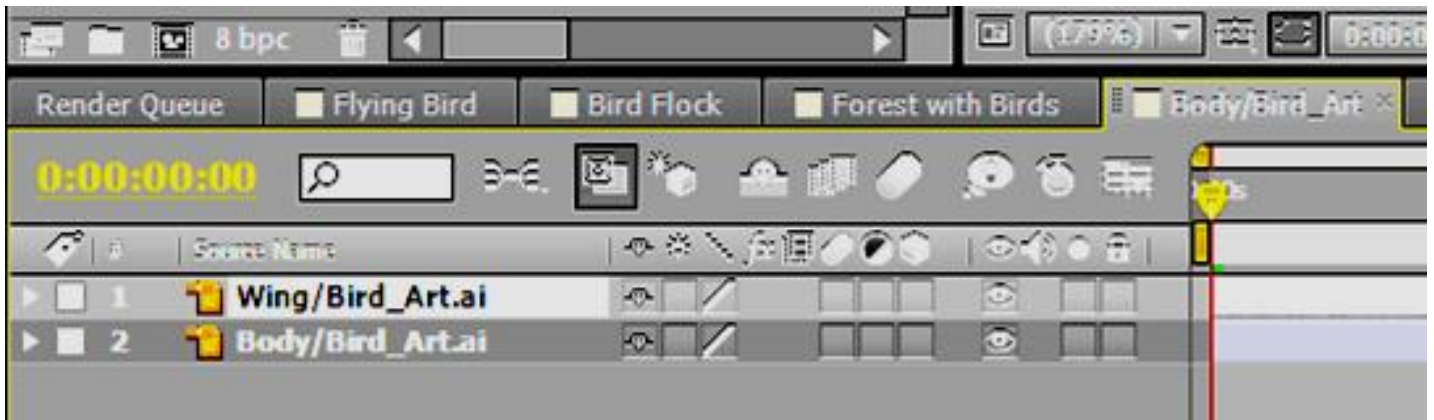 8 bpc (179%)
Render Queue Flying Bird Bird Flock Forest with Birds Body/Bird_Art
0:00:00:00
# Source Name
1 Wing/Bird_Art.ai
2 Body/Bird_Art.ai